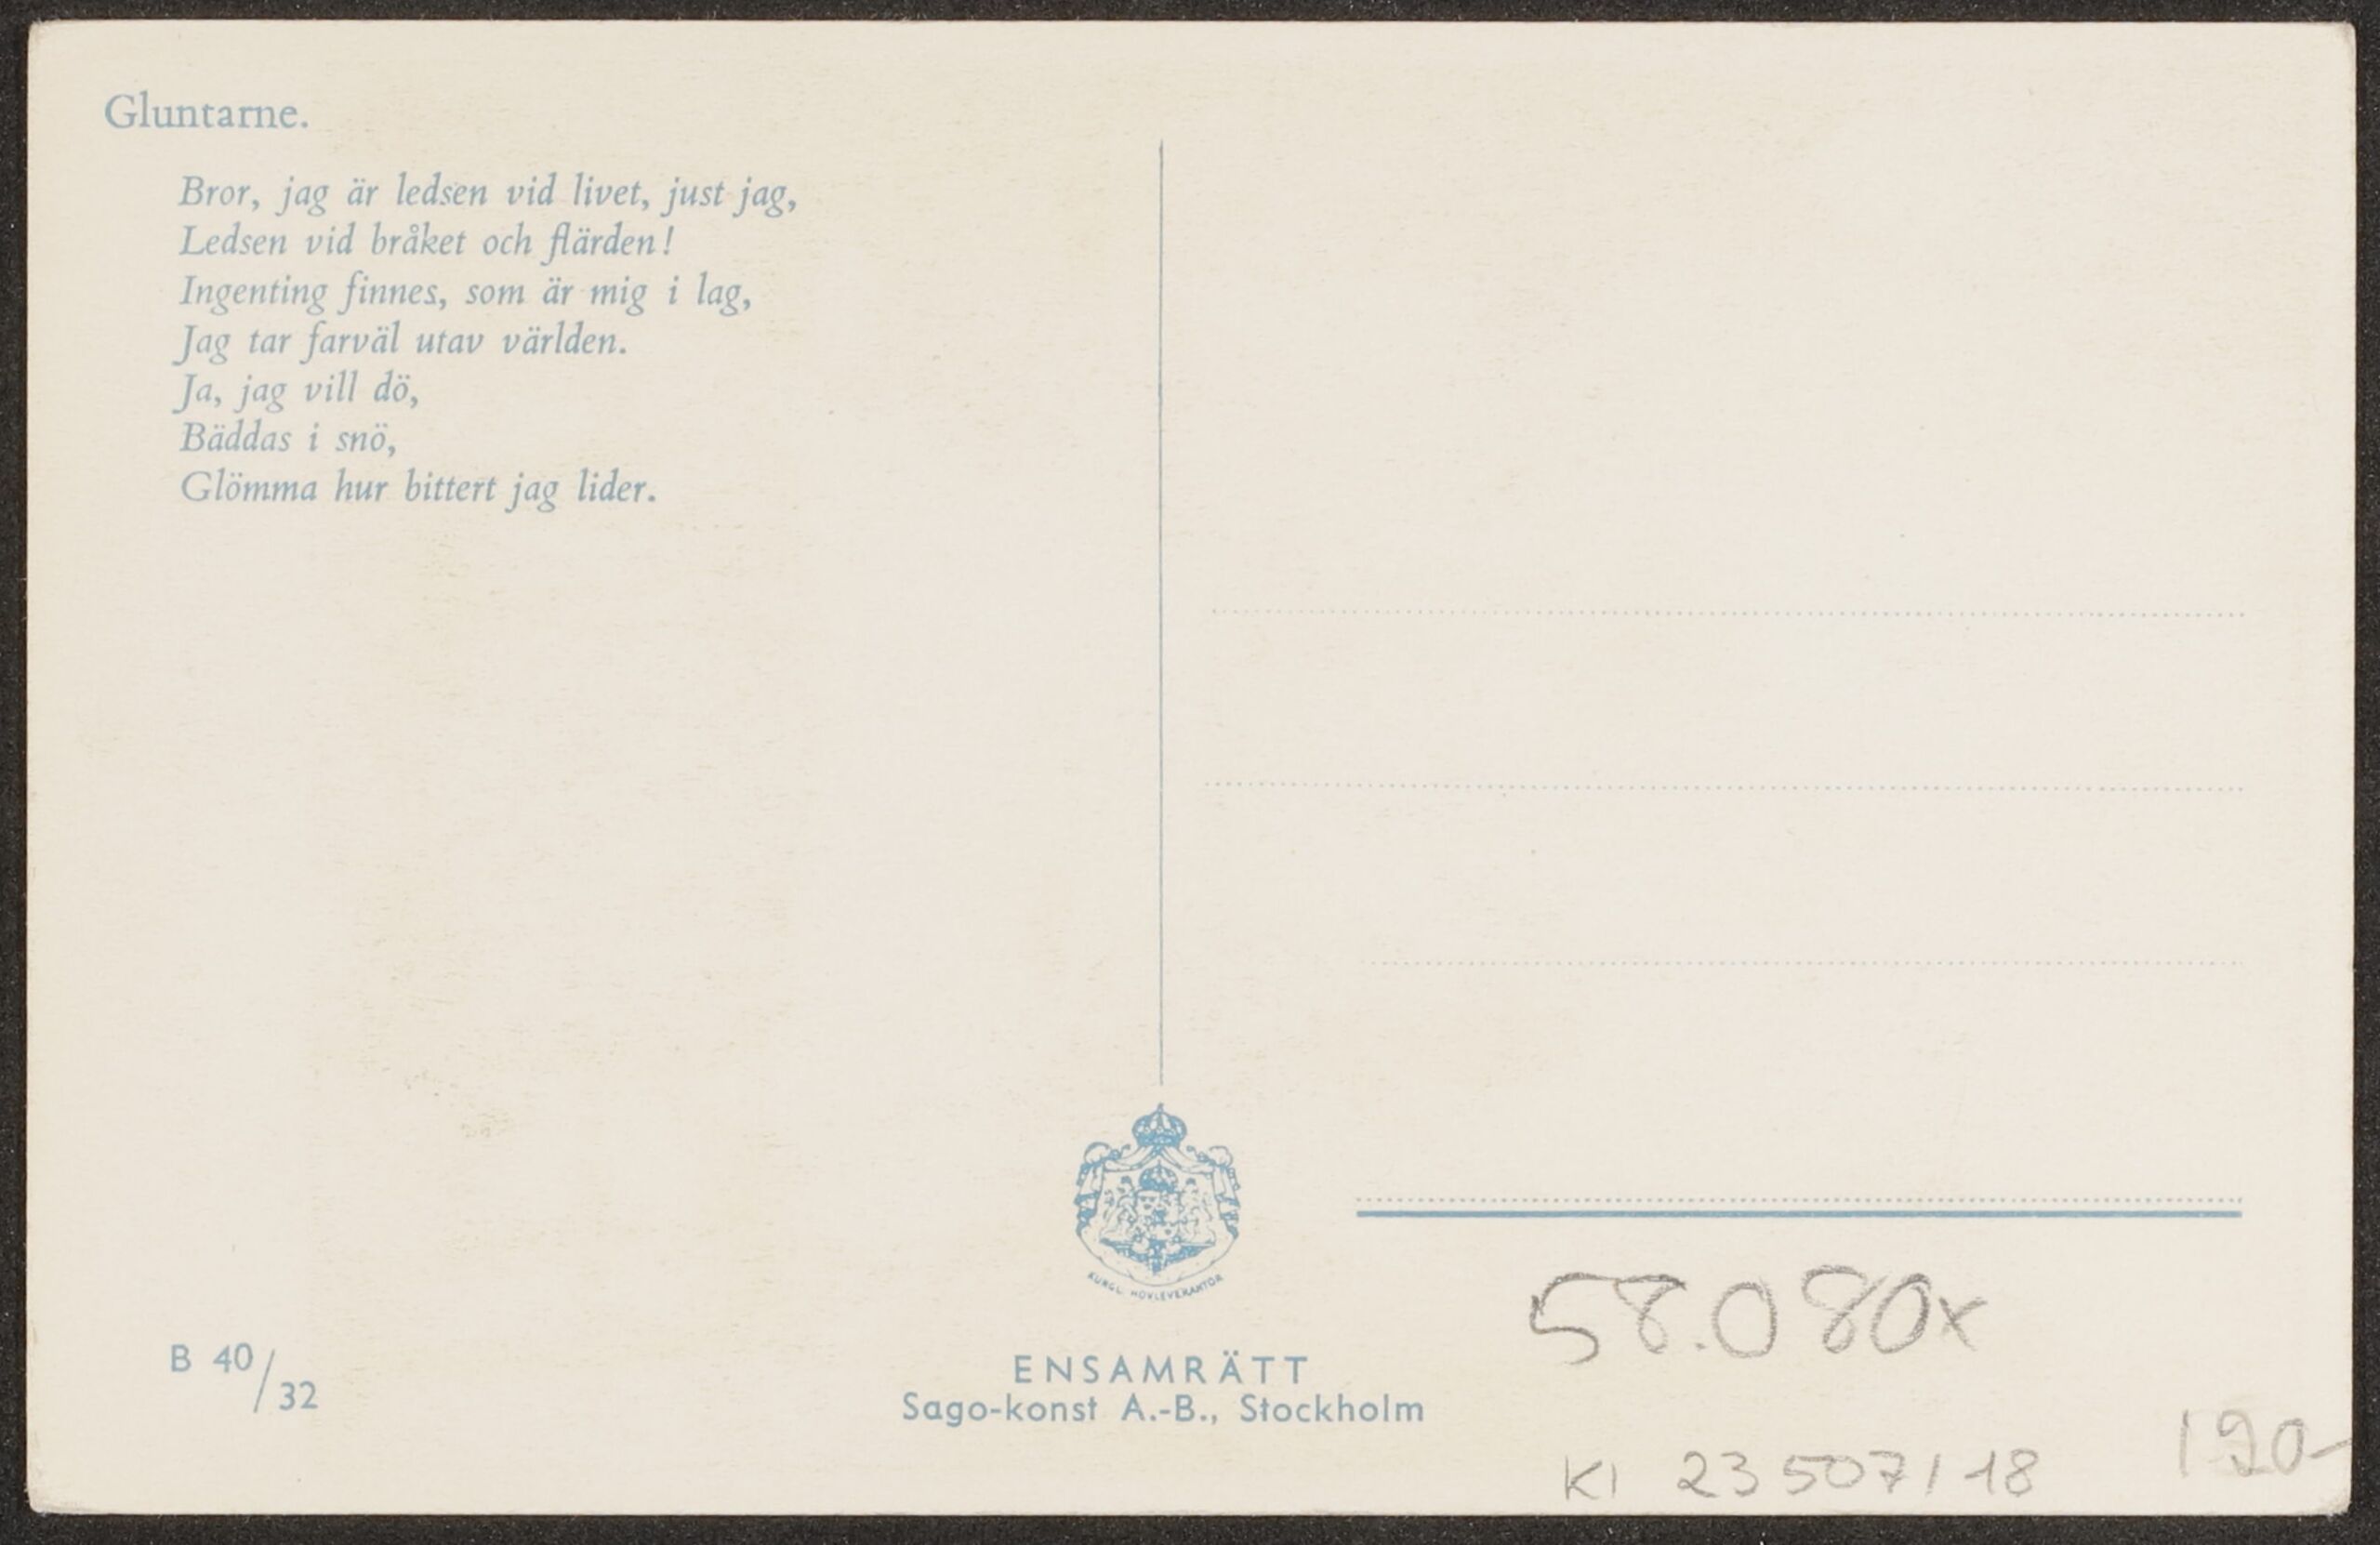 Gluntarne.
Bror, jag är ledsen vid livet, just jag,
Ledsen vid bråket och flärden!
Ingenting finnes, som är mig i lag,
Jag tar farväl utav världen.
Ja, jag vill dö,
Bäddas i snö,
Glömma hur bittert jag lider.
KUNGL. HOVLEVERANTÖR
B 40/32
ENSAMRÄTT
Sago-konst A.-B., Stockholm
58.080x
KI 23507/18
190-